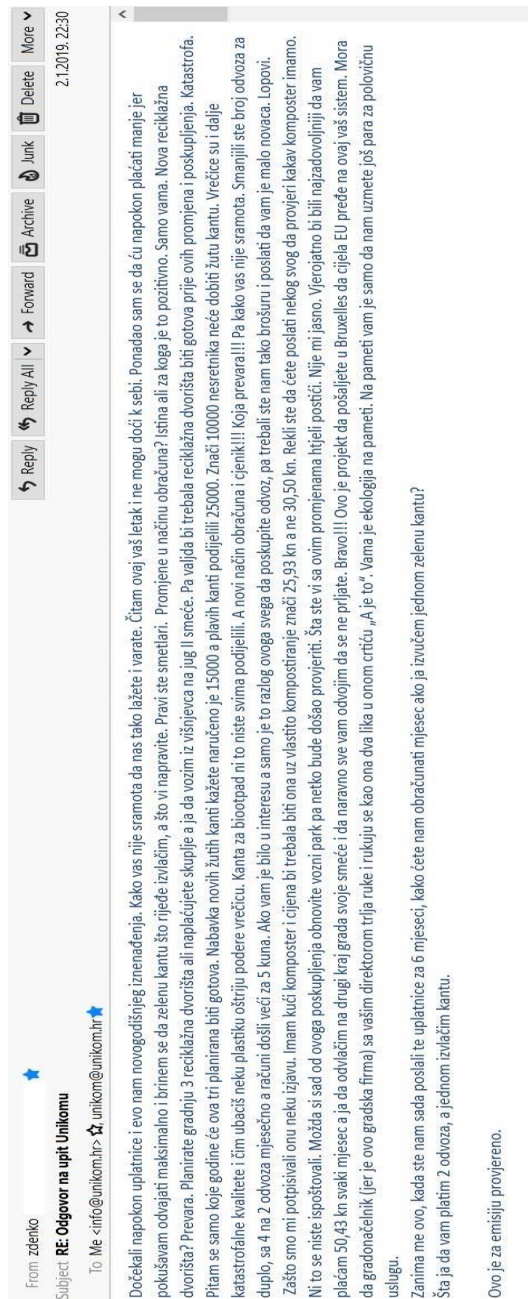 Reply Reply All Forward Archive Junk Delete More
From zdenko
Subject RE: Odgovor na upit Unikomu 2.1.2019. 22:30
To Me <info@unikom.hr>, unikom@unikom.hr
Dočekali napokon uplatnice i evo nam novogodišnjeg iznenađenja. Kako vas nije sramota da nas tako lažete i varate. Čitam ovaj vaš letak i ne mogu doći k sebi. Ponadao sam se da ću napokon plaćati manje jer
pokušavam odvajati maksimalno i brinem se da zelenu kantu što rijeđe izvlačim, a što vi napravite. Pravi ste smetlari. Promjene u načinu obračuna? Istina ali za koga je to pozitivno. Samo vama. Nova reciklažna
dvorišta? Prevara. Planirate gradnju 3 reciklažna dvorišta ali naplaćujete skuplje a ja da vozim iz višnjevca na jug II smeće. Pa valjda bi trebala reciklažna dvorišta biti gotova prije ovih promjena i poskupljenja. Katastrofa.
Pitam se samo koje godine će ova tri planirana biti gotova. Nabavka novih žutih kanti kažete naručeno je 15000 a plavih kanti podijelili 25000. Znači 10000 nesretnika neće dobiti žutu kantu. Vrečice su i dalje
katastrofalne kvalitete i čim ubaciš neku plastiku oštriju podere vrečicu. Kanta za biootpad ni to niste svima podijelili. A novi način obračuna i cjenik!!! Koja prevara!!! Pa kako vas nije sramota. Smanjili ste broj odvoza za
duplo, sa 4 na 2 odvoza mjesečno a računi došli veći za 5 kuna. Ako vam je bilo u interesu a samo je to razlog ovoga svega da poskupite odvoz, pa trebali ste nam tako brošuru i poslati da vam je malo novaca. Lopovi.
Zašto smo mi potpisivali onu neku izjavu. Imam kući komposter i cijena bi trebala biti ona uz vlastito kompostiranje znači 25,93 kn a ne 30,50 kn. Rekli ste da ćete poslati nekog svog da provjeri kakav komposter imamo.
Ni to se niste ispoštovali. Možda si sad od ovoga poskupljenja obnovite vozni park pa netko bude došao provjeriti. Šta ste vi sa ovim promjenama htjeli postići. Nije mi jasno. Vjerojatno bi bili najzadovoljniji da vam
plaćam 50,43 kn svaki mjesec a ja da odvlačim na drugi kraj grada svoje smeće i da naravno sve vam odvojim da se ne prljate. Bravo!!! Ovo je projekt da pošaljete u Bruxelles da cijela EU pređe na ovaj vaš sistem. Mora
da gradonačelnik (jer je ovo gradska firma) sa vašim direktorom trlja ruke i rukuju se kao ona dva lika u onom crtiću „A je to". Vama je ekologija na pameti. Na pameti vam je samo da nam uzmete još para za polovičnu
uslugu.
Zanima me ovo, kada ste nam sada poslali te uplatnice za 6 mjeseci, kako ćete nam obračunati mjesec ako ja izvučem jednom zelenu kantu?
Šta ja da vam platim 2 odvoza, a jednom izvlačim kantu.
Ovo je za emisiju provjereno.